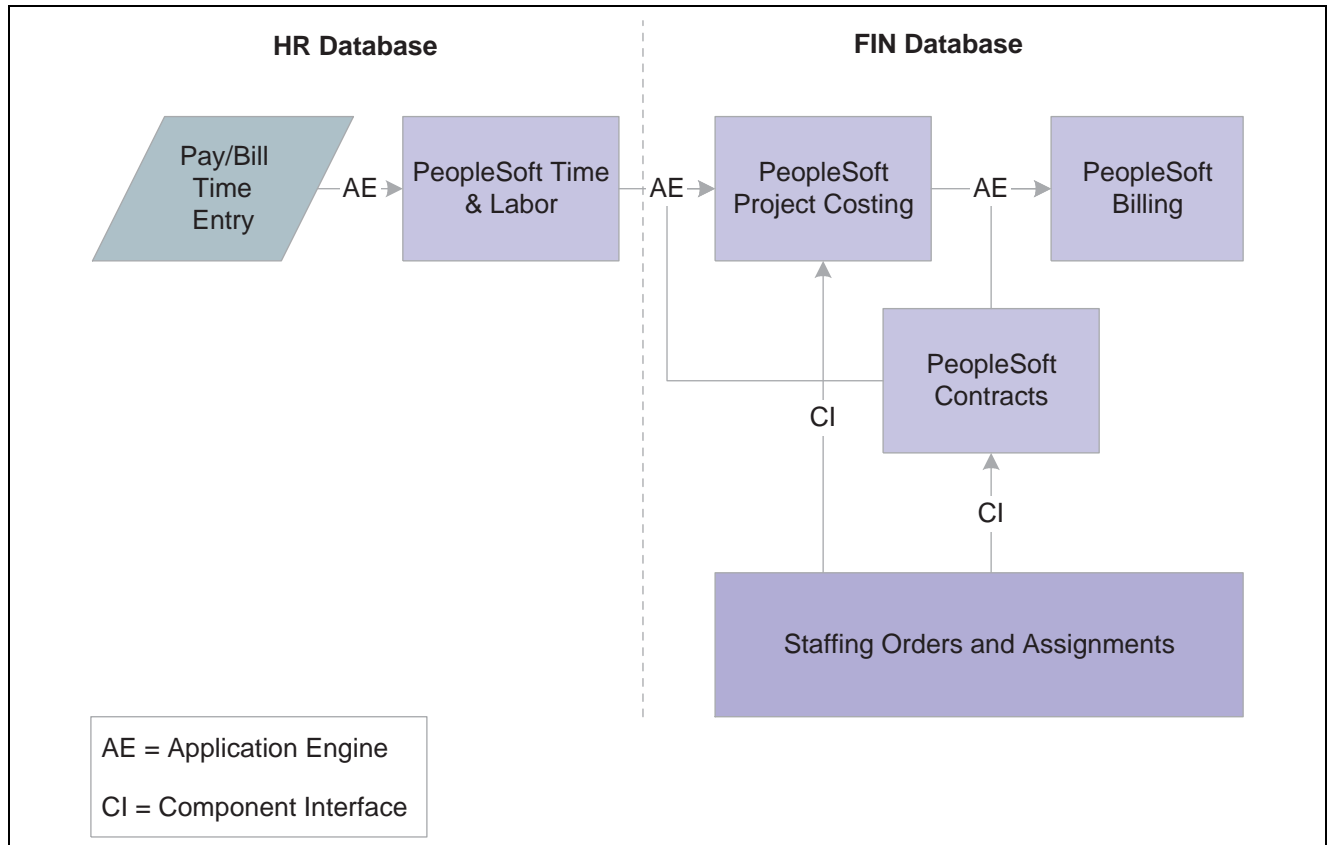 HR Database
FIN Database
Pay/Bill
Time
Entry
AE
PeopleSoft Time
& Labor
AE
PeopleSoft
Project Costing
AE
PeopleSoft
Billing
PeopleSoft
Contracts
CI
CI
Staffing Orders and Assignments
AE = Application Engine
CI = Component Interface